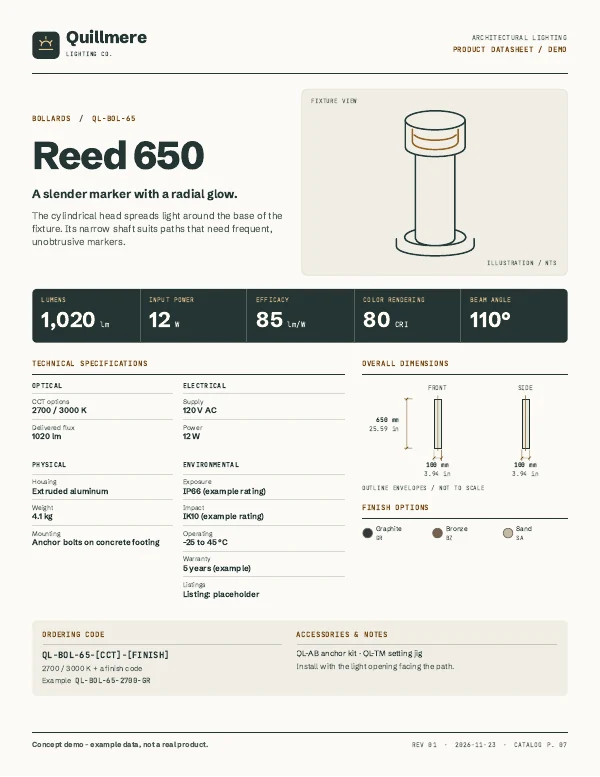 Quillmere
LIGHTING CO.
ARCHITECTURAL LIGHTING
PRODUCT DATASHEET / DEMO
BOLLARDS / QL-BOL-65
Reed 650
A slender marker with a radial glow.
The cylindrical head spreads light around the base of the
fixture. Its narrow shaft suits paths that need frequent,
unobtrusive markers.
FIXTURE VIEW
ILLUSTRATION / NTS
LUMENS
1,020 lm
INPUT POWER
12 W
EFFICACY
85 lm/W
COLOR RENDERING
80 CRI
BEAM ANGLE
110°
TECHNICAL SPECIFICATIONS
OPTICAL
CCT options
2700 / 3000 K
Delivered flux
1020 lm
ELECTRICAL
Supply
120 V AC
Power
12 W
PHYSICAL
Housing
Extruded aluminum
Weight
4.1 kg
Mounting
Anchor bolts on concrete footing
ENVIRONMENTAL
Exposure
IP66 (example rating)
Impact
IK10 (example rating)
Operating
-25 to 45 °C
Warranty
5 years (example)
Listings
Listing: placeholder
OVERALL DIMENSIONS
FRONT
SIDE
650 mm
25.59 in
100 mm
3.94 in
100 mm
3.94 in
OUTLINE ENVELOPES / NOT TO SCALE
FINISH OPTIONS
Graphite
GR
Bronze
BZ
Sand
SA
ORDERING CODE
QL-BOL-65-[CCT]-[FINISH]
2700 / 3000 K + a finish code
Example QL-BOL-65-2700-GR
ACCESSORIES & NOTES
QL-AB anchor kit · QL-TM setting jig
Install with the light opening facing the path.
Concept demo - example data, not a real product.
REV 01 · 2026-11-23 · CATALOG P. 07